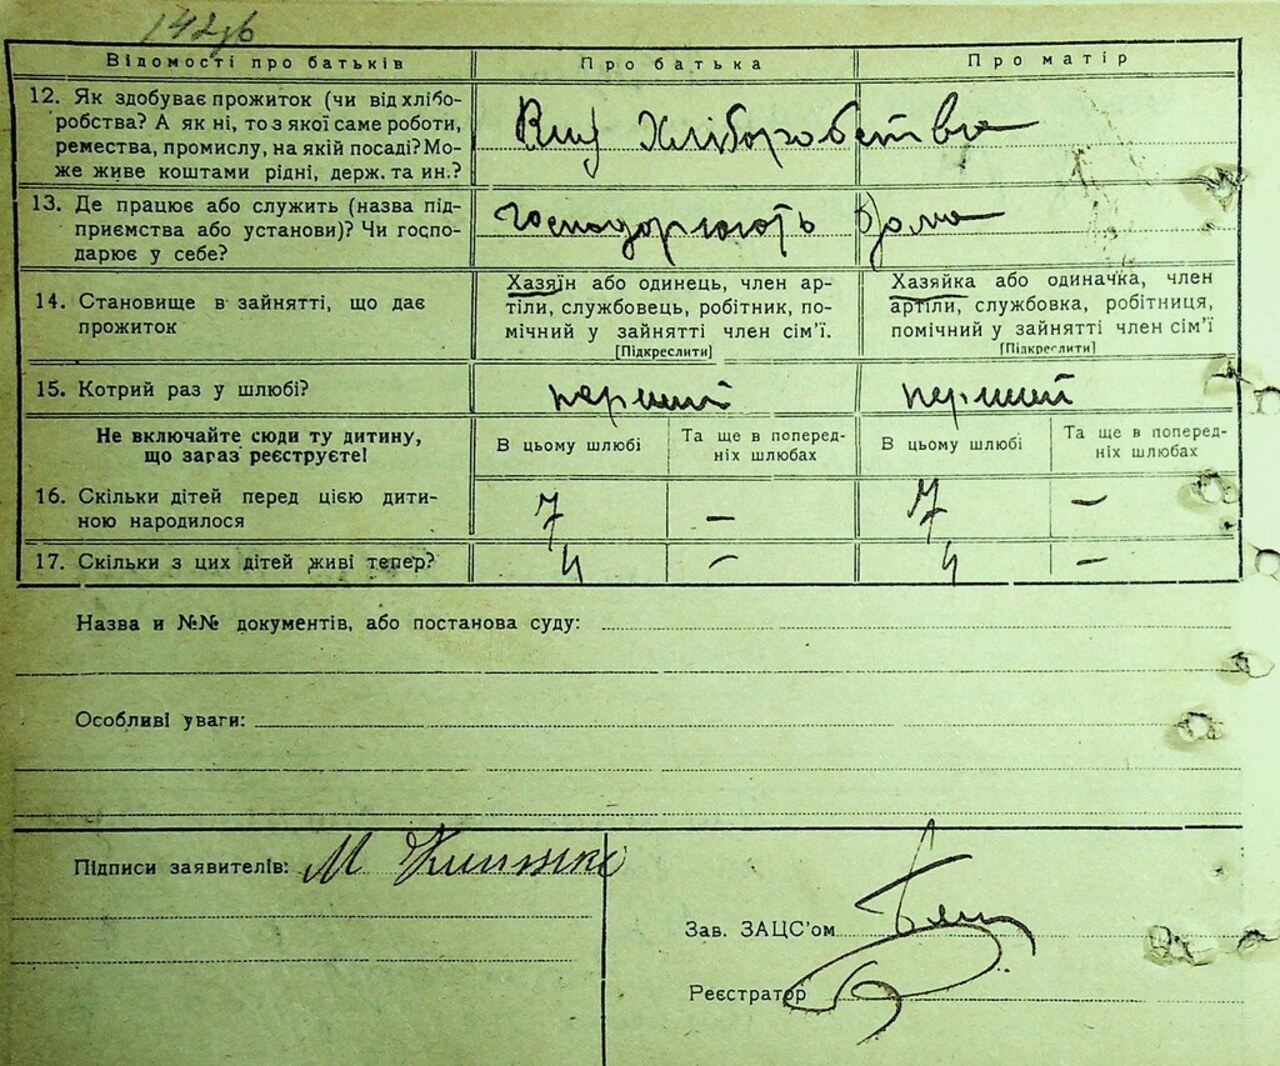 142зв
Відомості про батьків
Про батька
Про матір
12. Як здобуває прожиток (чи від хлібо-
робства? А як ні, то з якої саме роботи,
ремества, промислу, на якій посаді? Мо-
же живе коштами рідні, держ. та ин.?
Хліборобства
13. Де працює або служить (назва під-
приємства або установи)? Чи госпо-
дарює у себе?
господорюють дома
14. Становище в зайнятті, що дає
прожиток
Хазяїн або одинець, член ар-
тіли, службовець, робітник, по-
мічний у зайнятті член сім'ї.
[Підкреслити]
Хазяйка або одиначка, член
артіли, службовка, робітниця,
помічний у зайнятті член сім'ї
[Підкреслити]
15. Котрий раз у шлюбі?
перший
перший
Не включайте сюди ту дитину,
що зараз реєструєте!
В цьому шлюбі
Та ще в поперед-
ніх шлюбах
В цьому шлюбі
Та ще в поперед-
ніх шлюбах
16. Скільки дітей перед цією дити-
ною народилося
7
—
7
—
17. Скільки з цих дітей живі тепер?
4
—
4
—
Назва и №№ документів, або постанова суду:
Особливі уваги:
Підписи заявителів: М
Зав. ЗАЦС'ом
Реєстратор